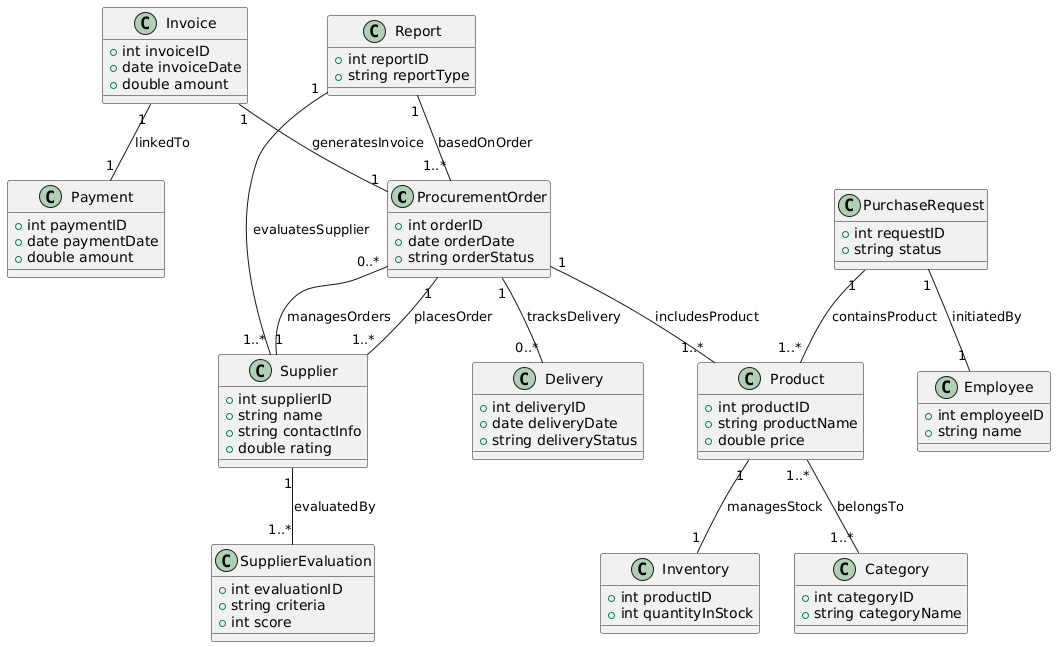 C Invoice
int invoiceID
date invoiceDate
double amount
C Report
int reportID
string reportType
1
1
1
1
linkedTo
generatesInvoice
basedOnOrder
1
1
1..*
C Payment
int paymentID
date paymentDate
double amount
C ProcurementOrder
int orderID
date orderDate
string orderStatus
C PurchaseRequest
int requestID
string status
evaluatesSupplier
0..*
1
1
1
1
1
managesOrders
placesOrder
tracksDelivery
includesProduct
containsProduct
initiatedBy
1..*
1
1..*
0..*
1..*
1..*
1
C Supplier
int supplierID
string name
string contactInfo
double rating
C Delivery
int deliveryID
date deliveryDate
string deliveryStatus
C Product
int productID
string productName
double price
C Employee
int employeeID
string name
1
1
1..*
evaluatedBy
managesStock
belongsTo
1..*
1
1..*
C SupplierEvaluation
int evaluationID
string criteria
int score
C Inventory
int productID
int quantityInStock
C Category
int categoryID
string categoryName